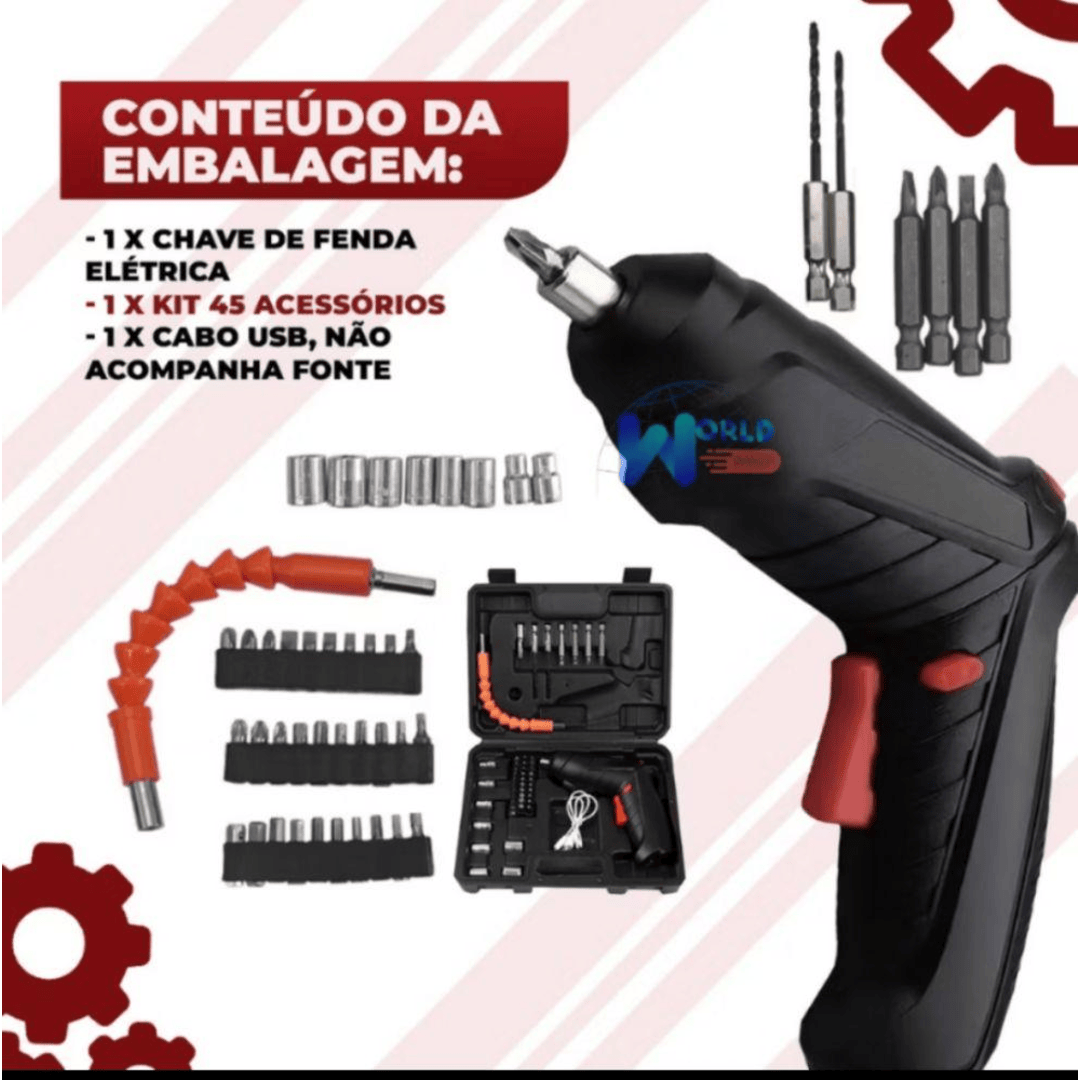 CONTEÚDO DA
EMBALAGEM:
- 1 X CHAVE DE FENDA
ELÉTRICA
- 1 X KIT 45 ACESSÓRIOS
- 1 X CABO USB, NÃO
ACOMPANHA FONTE
WORLD